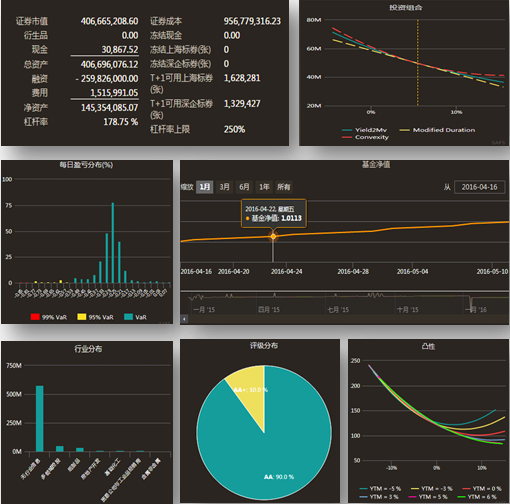 证券市值 406,665,208.60
衍生品 0.00
现金 30,867.52
总资产 406,696,076.12
融资 - 259,826,000.00
费用 1,515,991.05
净资产 145,354,085.07
杠杆率 178.75 %
证券成本 956,779,316.23
冻结现金 0.00
冻结上海标券(张) 0
冻结深企标券(张) 0
T+1可用上海标券 1,628,281
(张)
T+1可用深企标券 1,329,427
(张)
杠杆率上限 250%
投资组合
80M
60M
40M
20M
0% 10%
Yield2Mv Modified Duration
Convexity
每日盈亏分布(%)
100
75
50
25
0
99% VaR 95% VaR VaR
基金净值
缩放 1月 3月 6月 1年 所有 从 2016-04-16
2016-04-22, 星期五
基金净值: 1.0113
2016-04-16 2016-04-20 2016-04-24 2016-04-28 2016-05-04 2016-05-10
一月 '15 四月 '15 七月 '15 十月 '15 一月 '16
行业分布
750M
500M
250M
0M
评级分布
AA+: 10.0 %
AA: 90.0 %
凸性
250
200
150
100
50
-10% 0% 10%
YTM = -5 % YTM = -5 % YTM = 0 %
YTM = 3 % YTM = 5 % YTM = 6 %